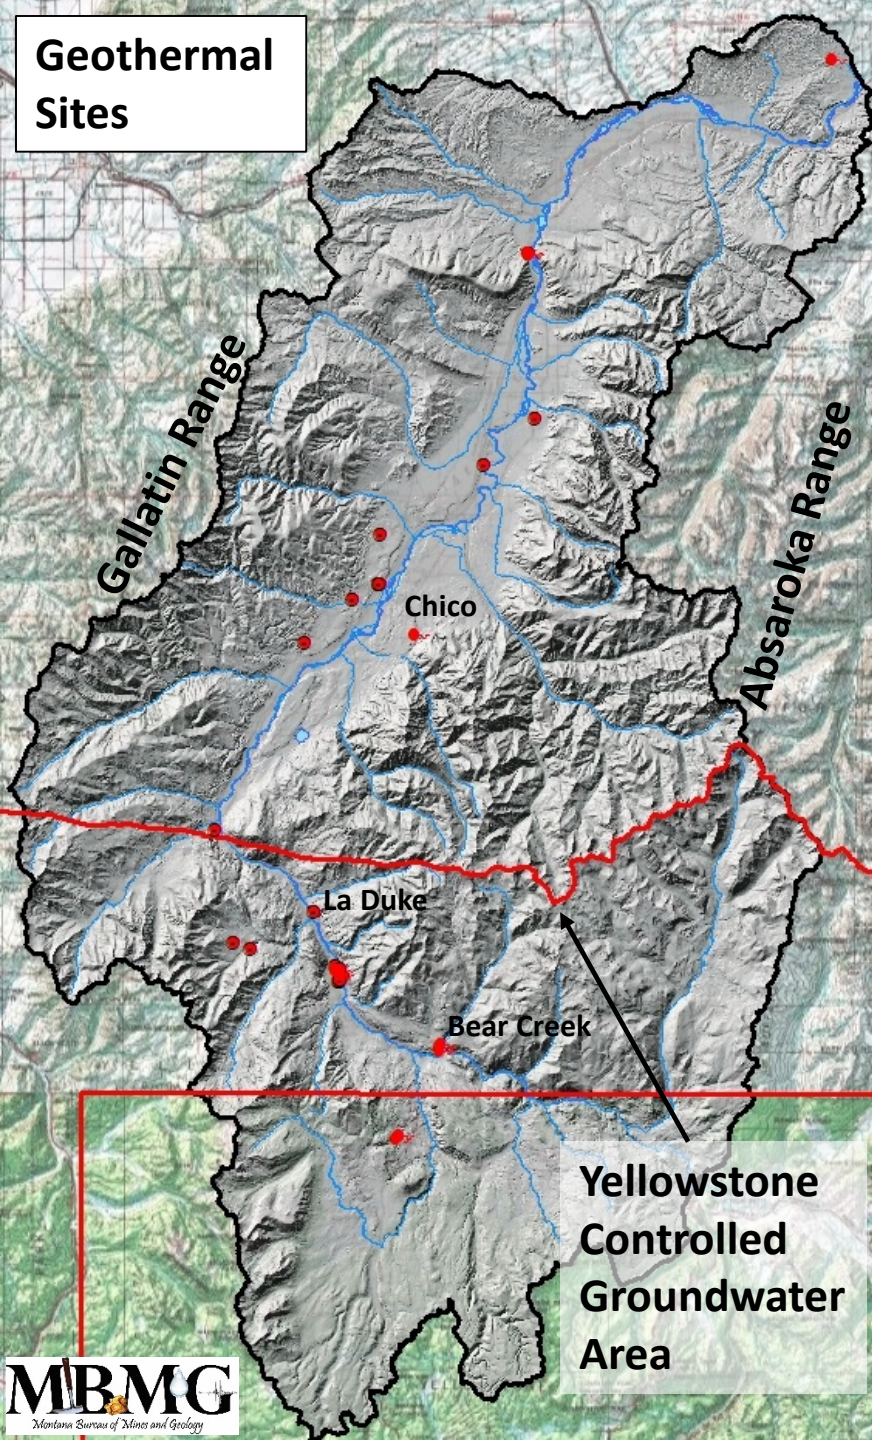 Geothermal
Sites
Gallatin Range
Absaroka Range
Chico
La Duke
Bear Creek
Yellowstone
Controlled
Groundwater
Area
MBMG
Montana Bureau of Mines and Geology